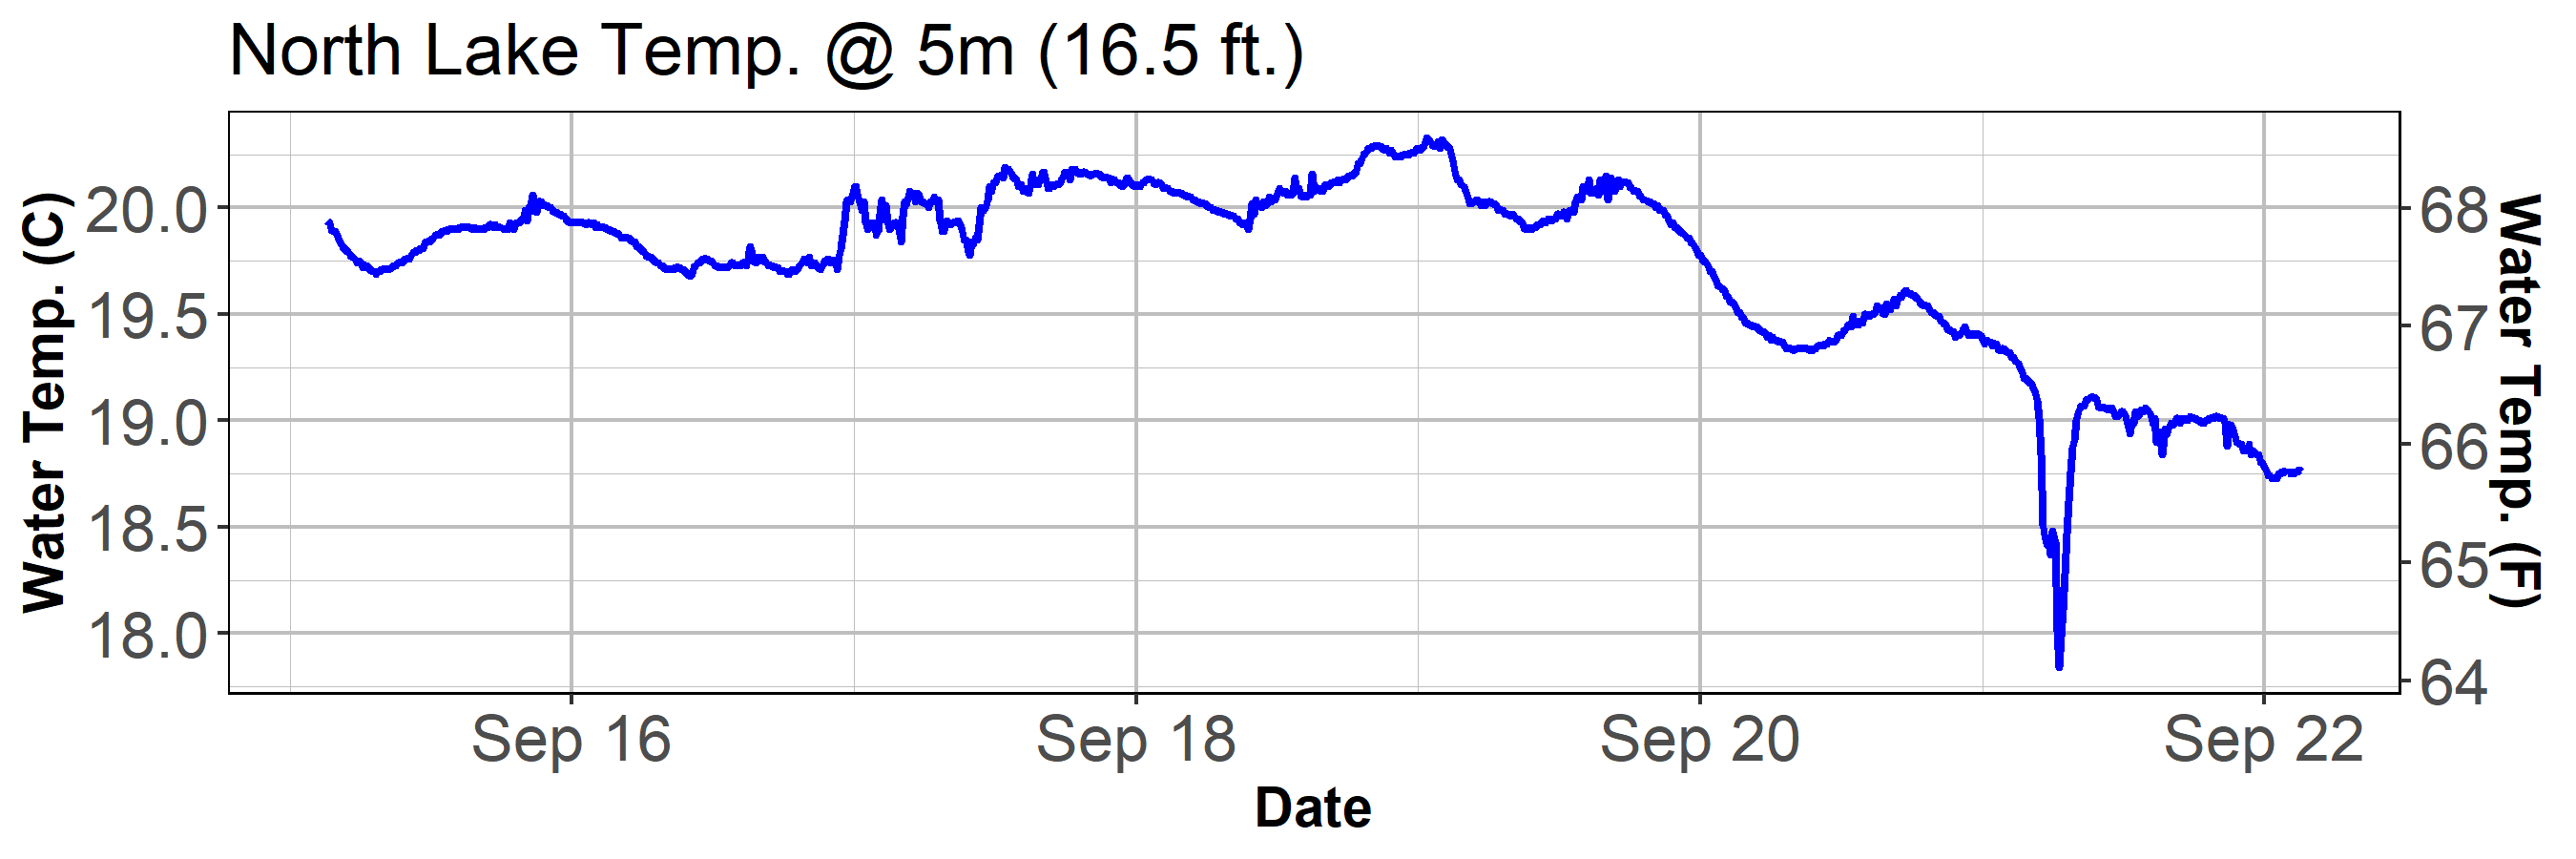 North Lake Temp. @ 5m (16.5 ft.)
Water Temp. (C)
20.0
19.5
19.0
18.5
18.0
68
67
66
65
64
Water Temp. (F)
Sep 16 Sep 18 Sep 20 Sep 22
Date